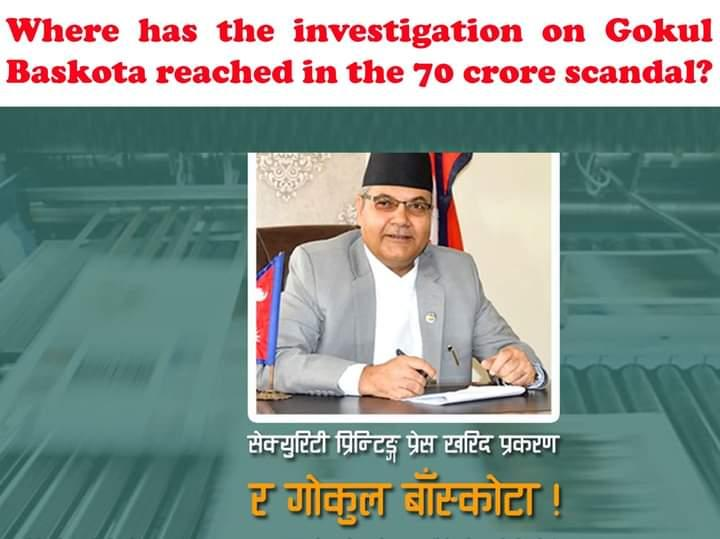 Where has the investigation on Gokul
Baskota reached in the 70 crore scandal?
सेक्युरिटी प्रिन्टिङ्ग प्रेस खरिद प्रकरण
र गोकुल बाँस्कोटा !